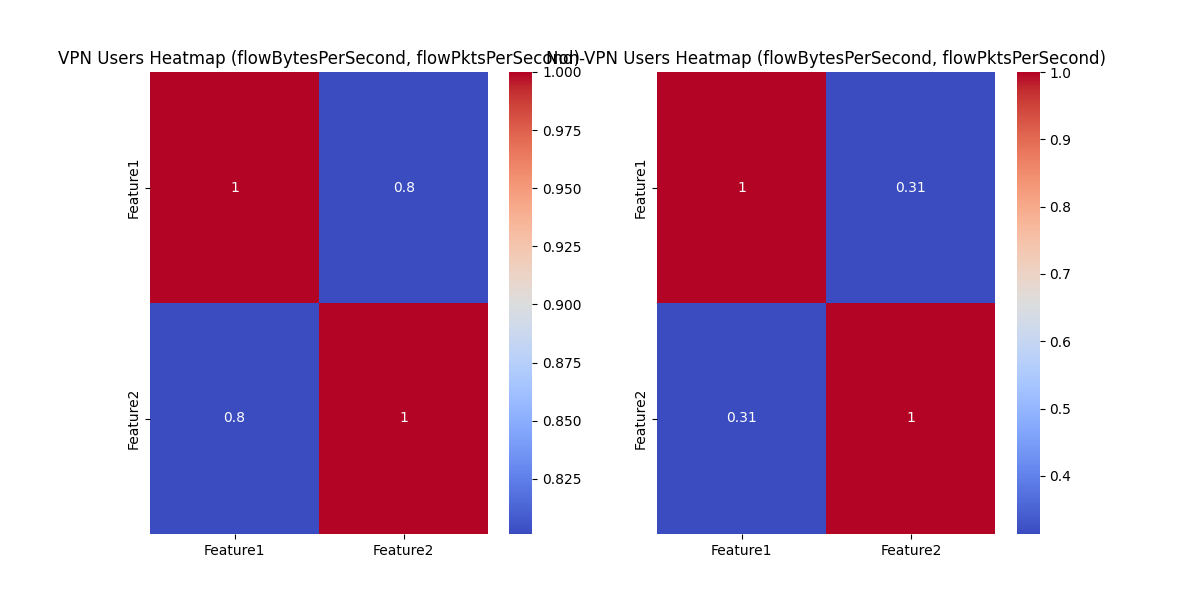 VPN Users Heatmap (flowBytesPerSecond, flowPktsPerSecond)
Feature1
Feature2
1
0.8
0.8
1
Feature1
Feature2
1.000
0.975
0.950
0.925
0.900
0.875
0.850
0.825
Non-VPN Users Heatmap (flowBytesPerSecond, flowPktsPerSecond)
Feature1
Feature2
1
0.31
0.31
1
Feature1
Feature2
1.0
0.9
0.8
0.7
0.6
0.5
0.4